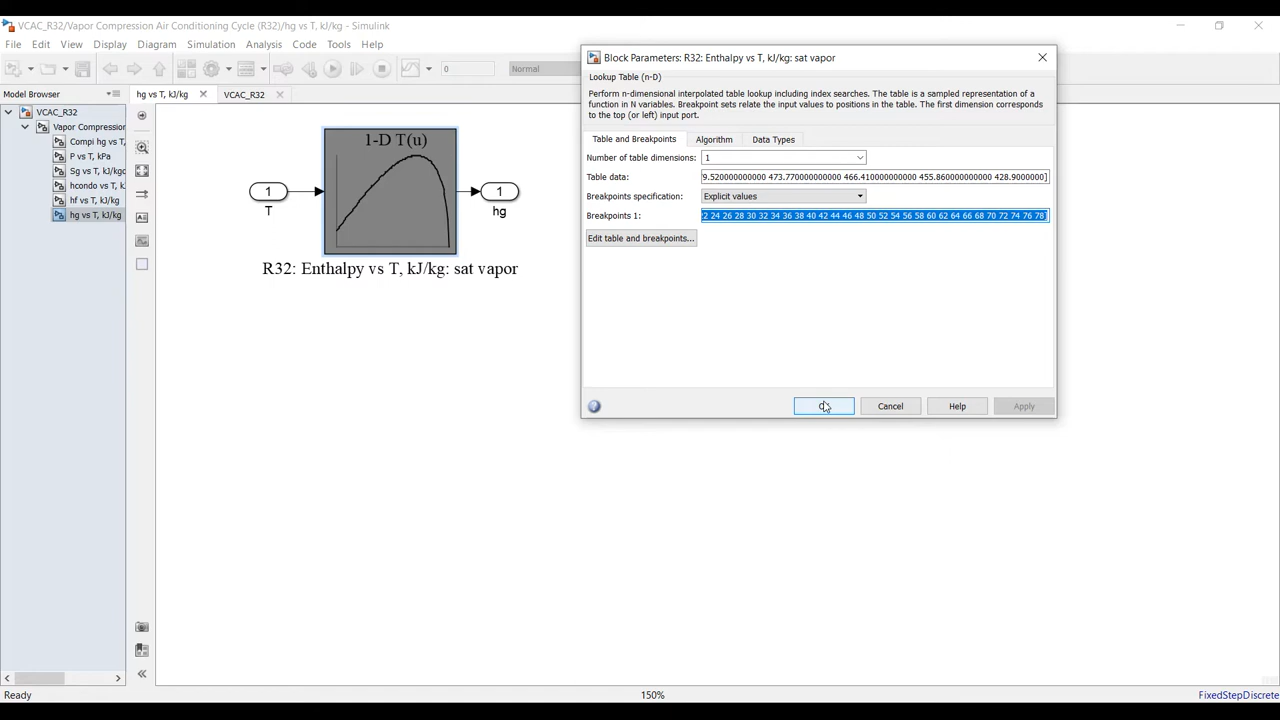 VCAC_R32/Vapor Compression Air Conditioning Cycle (R32)/hg vs T, kJ/kg - Simulink
File Edit View Display Diagram Simulation Analysis Code Tools Help
0
Normal
Model Browser
hg vs T, kJ/kg
VCAC_R32
VCAC_R32
Vapor Compression
Compi hg vs T,
P vs T, kPa
Sg vs T, kJ/kgc
hcondo vs T, k.
hf vs T, kJ/kg
hg vs T, kJ/kg
1-D T(u)
1
T
1
hg
R32: Enthalpy vs T, kJ/kg: sat vapor
Block Parameters: R32: Enthalpy vs T, kJ/kg: sat vapor
Lookup Table (n-D)
Perform n-dimensional interpolated table lookup including index searches. The table is a sampled representation of a
function in N variables. Breakpoint sets relate the input values to positions in the table. The first dimension corresponds
to the top (or left) input port.
Table and Breakpoints Algorithm Data Types
Number of table dimensions: 1
Table data: 9.520000000000 473.770000000000 466.410000000000 455.860000000000 428.9000000]
Breakpoints specification: Explicit values
Breakpoints 1: 22 24 26 28 30 32 34 36 38 40 42 44 46 48 50 52 54 56 58 60 62 64 66 68 70 72 74 76 78]
Edit table and breakpoints...
Cancel Help Apply
Ready
150%
FixedStepDiscrete